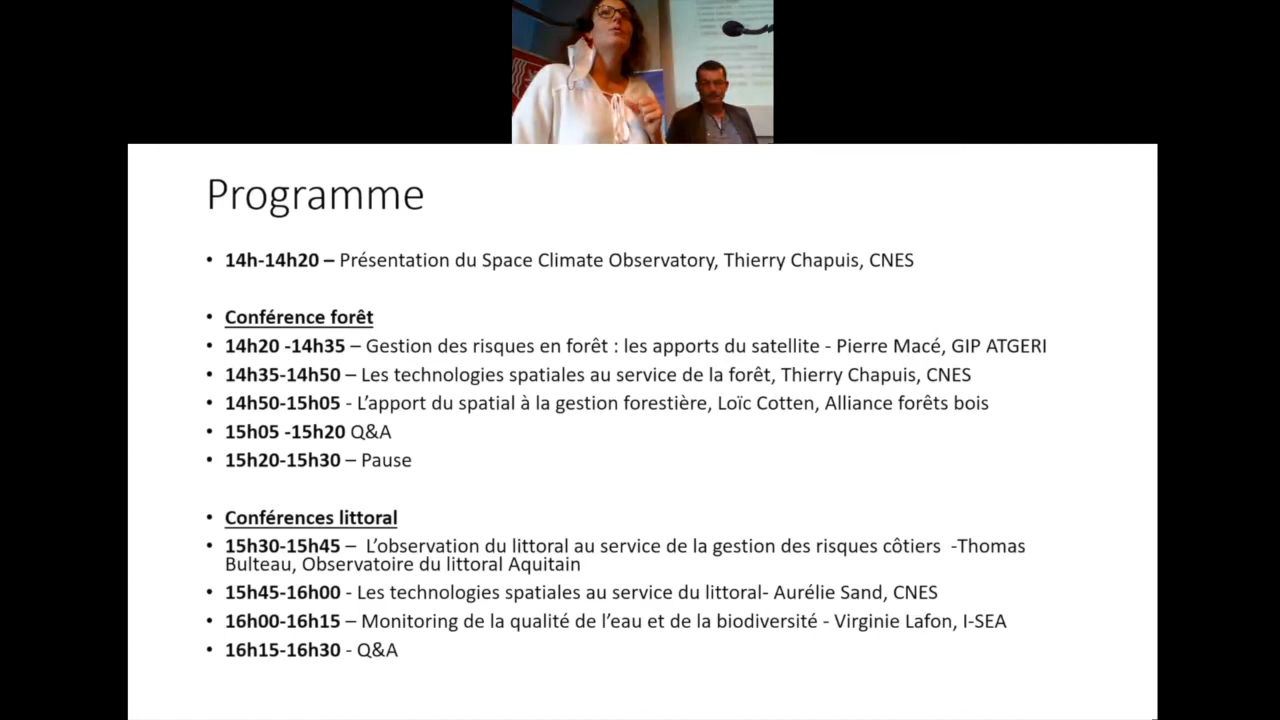 Programme
• 14h-14h20 – Présentation du Space Climate Observatory, Thierry Chapuis, CNES
• Conférence forêt
• 14h20 -14h35 – Gestion des risques en forêt : les apports du satellite - Pierre Macé, GIP ATGERI
• 14h35-14h50 – Les technologies spatiales au service de la forêt, Thierry Chapuis, CNES
• 14h50-15h05 - L’apport du spatial à la gestion forestière, Loïc Cotten, Alliance forêts bois
• 15h05 -15h20 Q&A
• 15h20-15h30 – Pause
• Conférences littoral
• 15h30-15h45 – L’observation du littoral au service de la gestion des risques côtiers -Thomas
Bulteau, Observatoire du littoral Aquitain
• 15h45-16h00 - Les technologies spatiales au service du littoral- Aurélie Sand, CNES
• 16h00-16h15 – Monitoring de la qualité de l’eau et de la biodiversité - Virginie Lafon, I-SEA
• 16h15-16h30 - Q&A